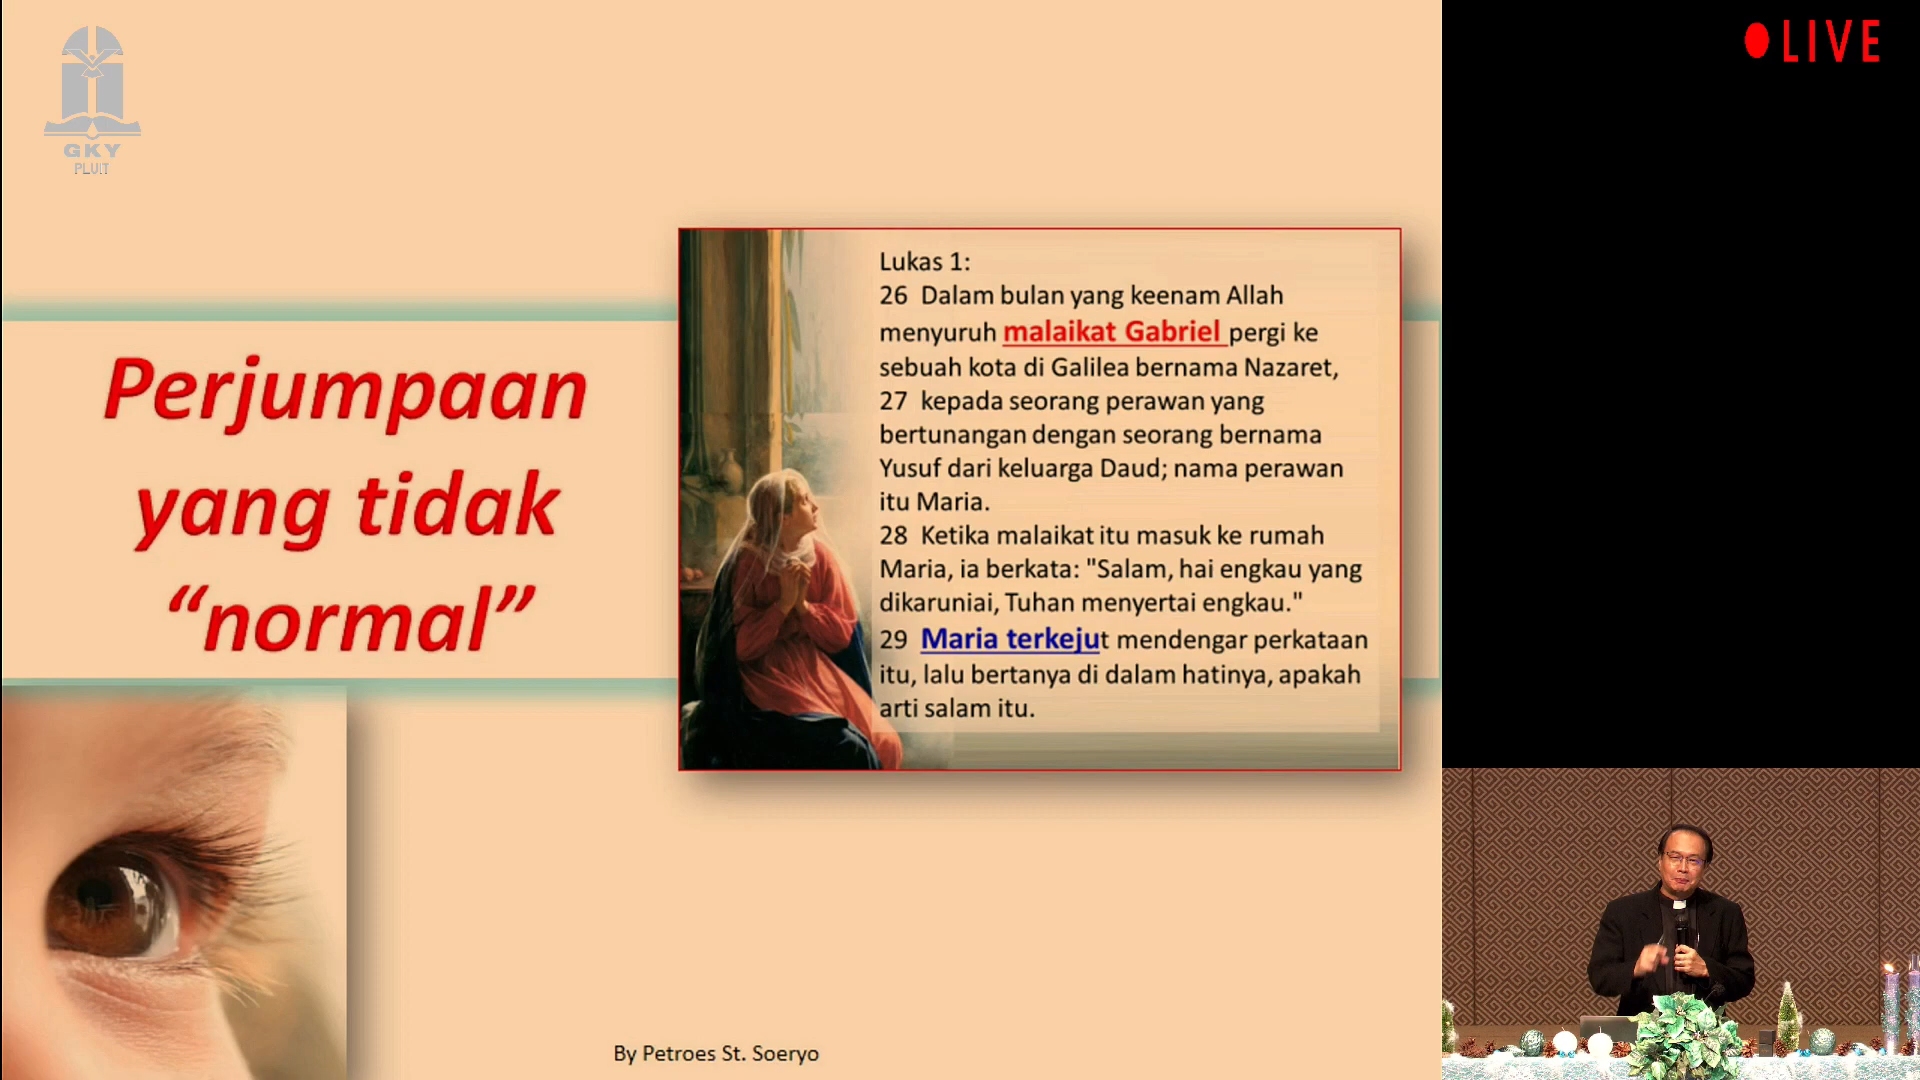 GKY
PLUIT
LIVE
Perjumpaan
yang tidak
“normal”
Lukas 1:
26 Dalam bulan yang keenam Allah
menyuruh malaikat Gabriel pergi ke
sebuah kota di Galilea bernama Nazaret,
27 kepada seorang perawan yang
bertunangan dengan seorang bernama
Yusuf dari keluarga Daud; nama perawan
itu Maria.
28 Ketika malaikat itu masuk ke rumah
Maria, ia berkata: "Salam, hai engkau yang
dikaruniai, Tuhan menyertai engkau."
29 Maria terkejut mendengar perkataan
itu, lalu bertanya di dalam hatinya, apakah
arti salam itu.
By Petroes St. Soeryo